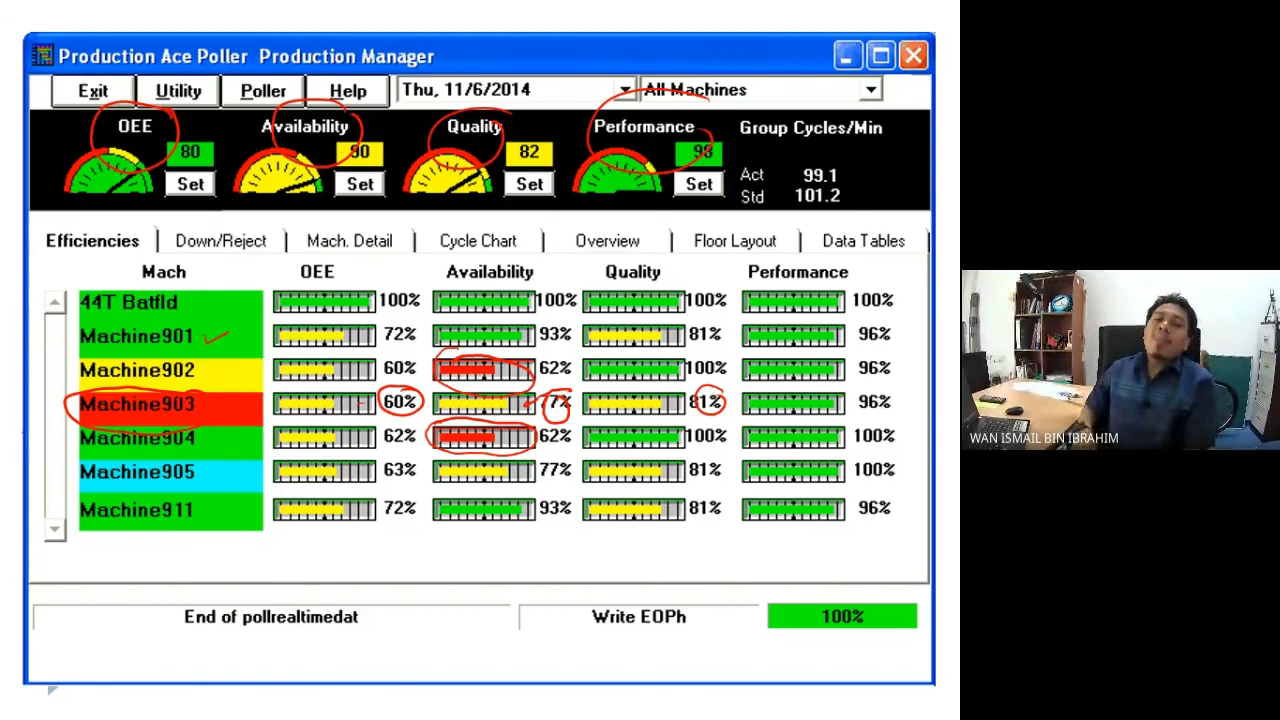 Production Ace Poller Production Manager
Exit Utility Poller Help Thu, 11/6/2014 All Machines
OEE Availability Quality Performance Group Cycles/Min
80 90 82 98
Act 99.1
Set Set Set Set
Std 101.2
Efficiencies Down/Reject Mach. Detail Cycle Chart Overview Floor Layout Data Tables
Mach OEE Availability Quality Performance
44T Batfld 100% 100% 100% 100%
Machine901 72% 93% 81% 96%
Machine902 60% 62% 100% 96%
Machine903 60% 77% 81% 96%
Machine904 62% 62% 100% 100%
Machine905 63% 77% 81% 100%
Machine911 72% 93% 81% 96%
End of pollrealtimedat Write EOPh 100%
WAN ISMAIL BIN IBRAHIM